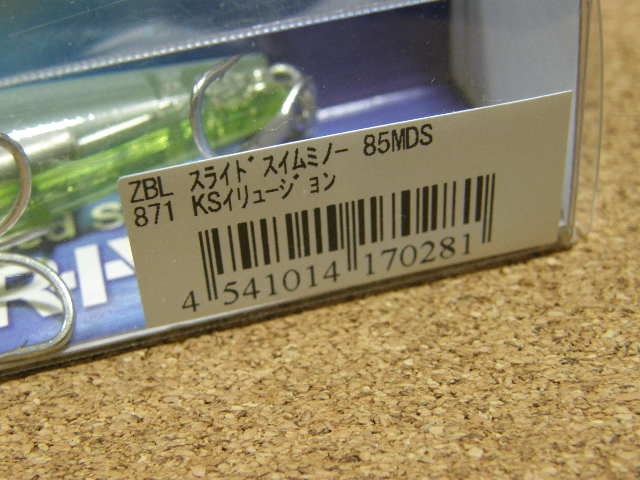 ZBL スライドスイムミノー 85MDS
871 KSイリュージョン
4 541014 170281
ed S
R-I